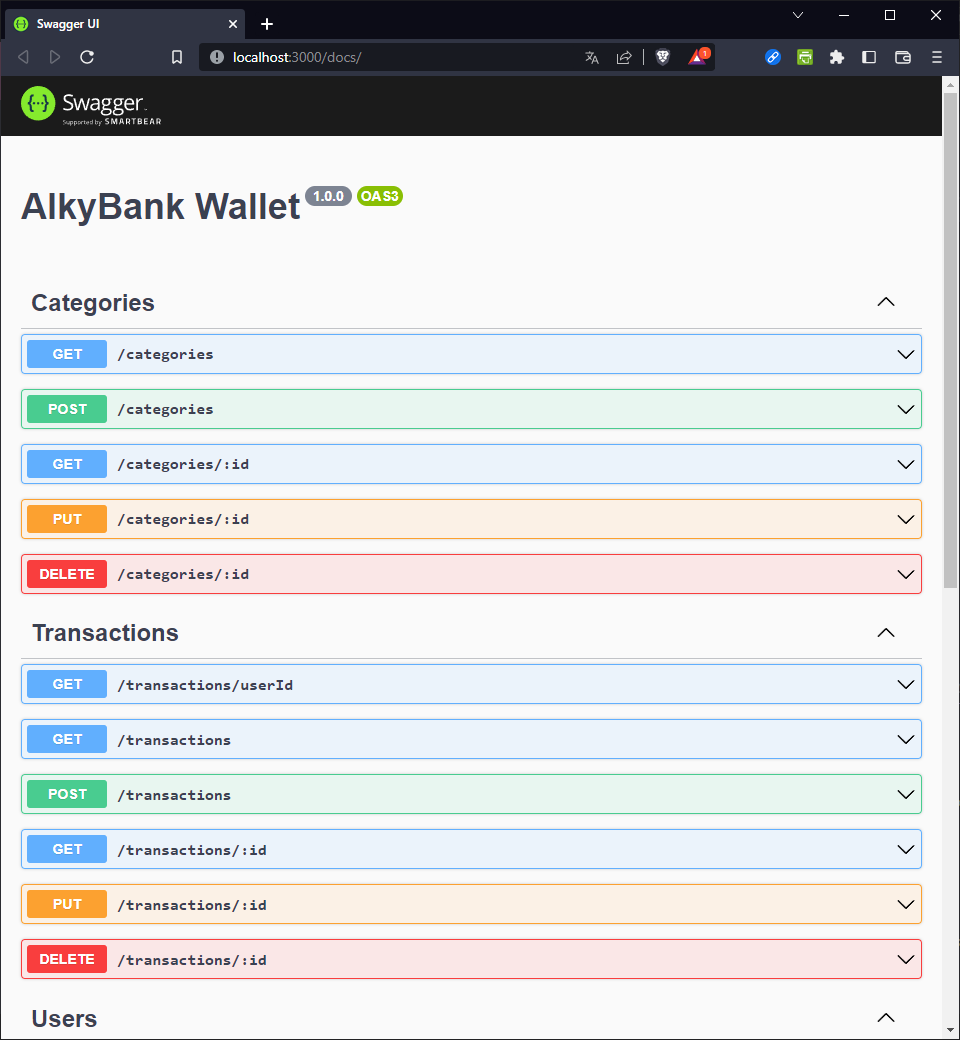 Swagger UI
localhost:3000/docs/
1
{···} Swagger™
Supported by SMARTBEAR
AlkyBank Wallet 1.0.0 OAS3
Categories
GET /categories
POST /categories
GET /categories/:id
PUT /categories/:id
DELETE /categories/:id
Transactions
GET /transactions/userId
GET /transactions
POST /transactions
GET /transactions/:id
PUT /transactions/:id
DELETE /transactions/:id
Users